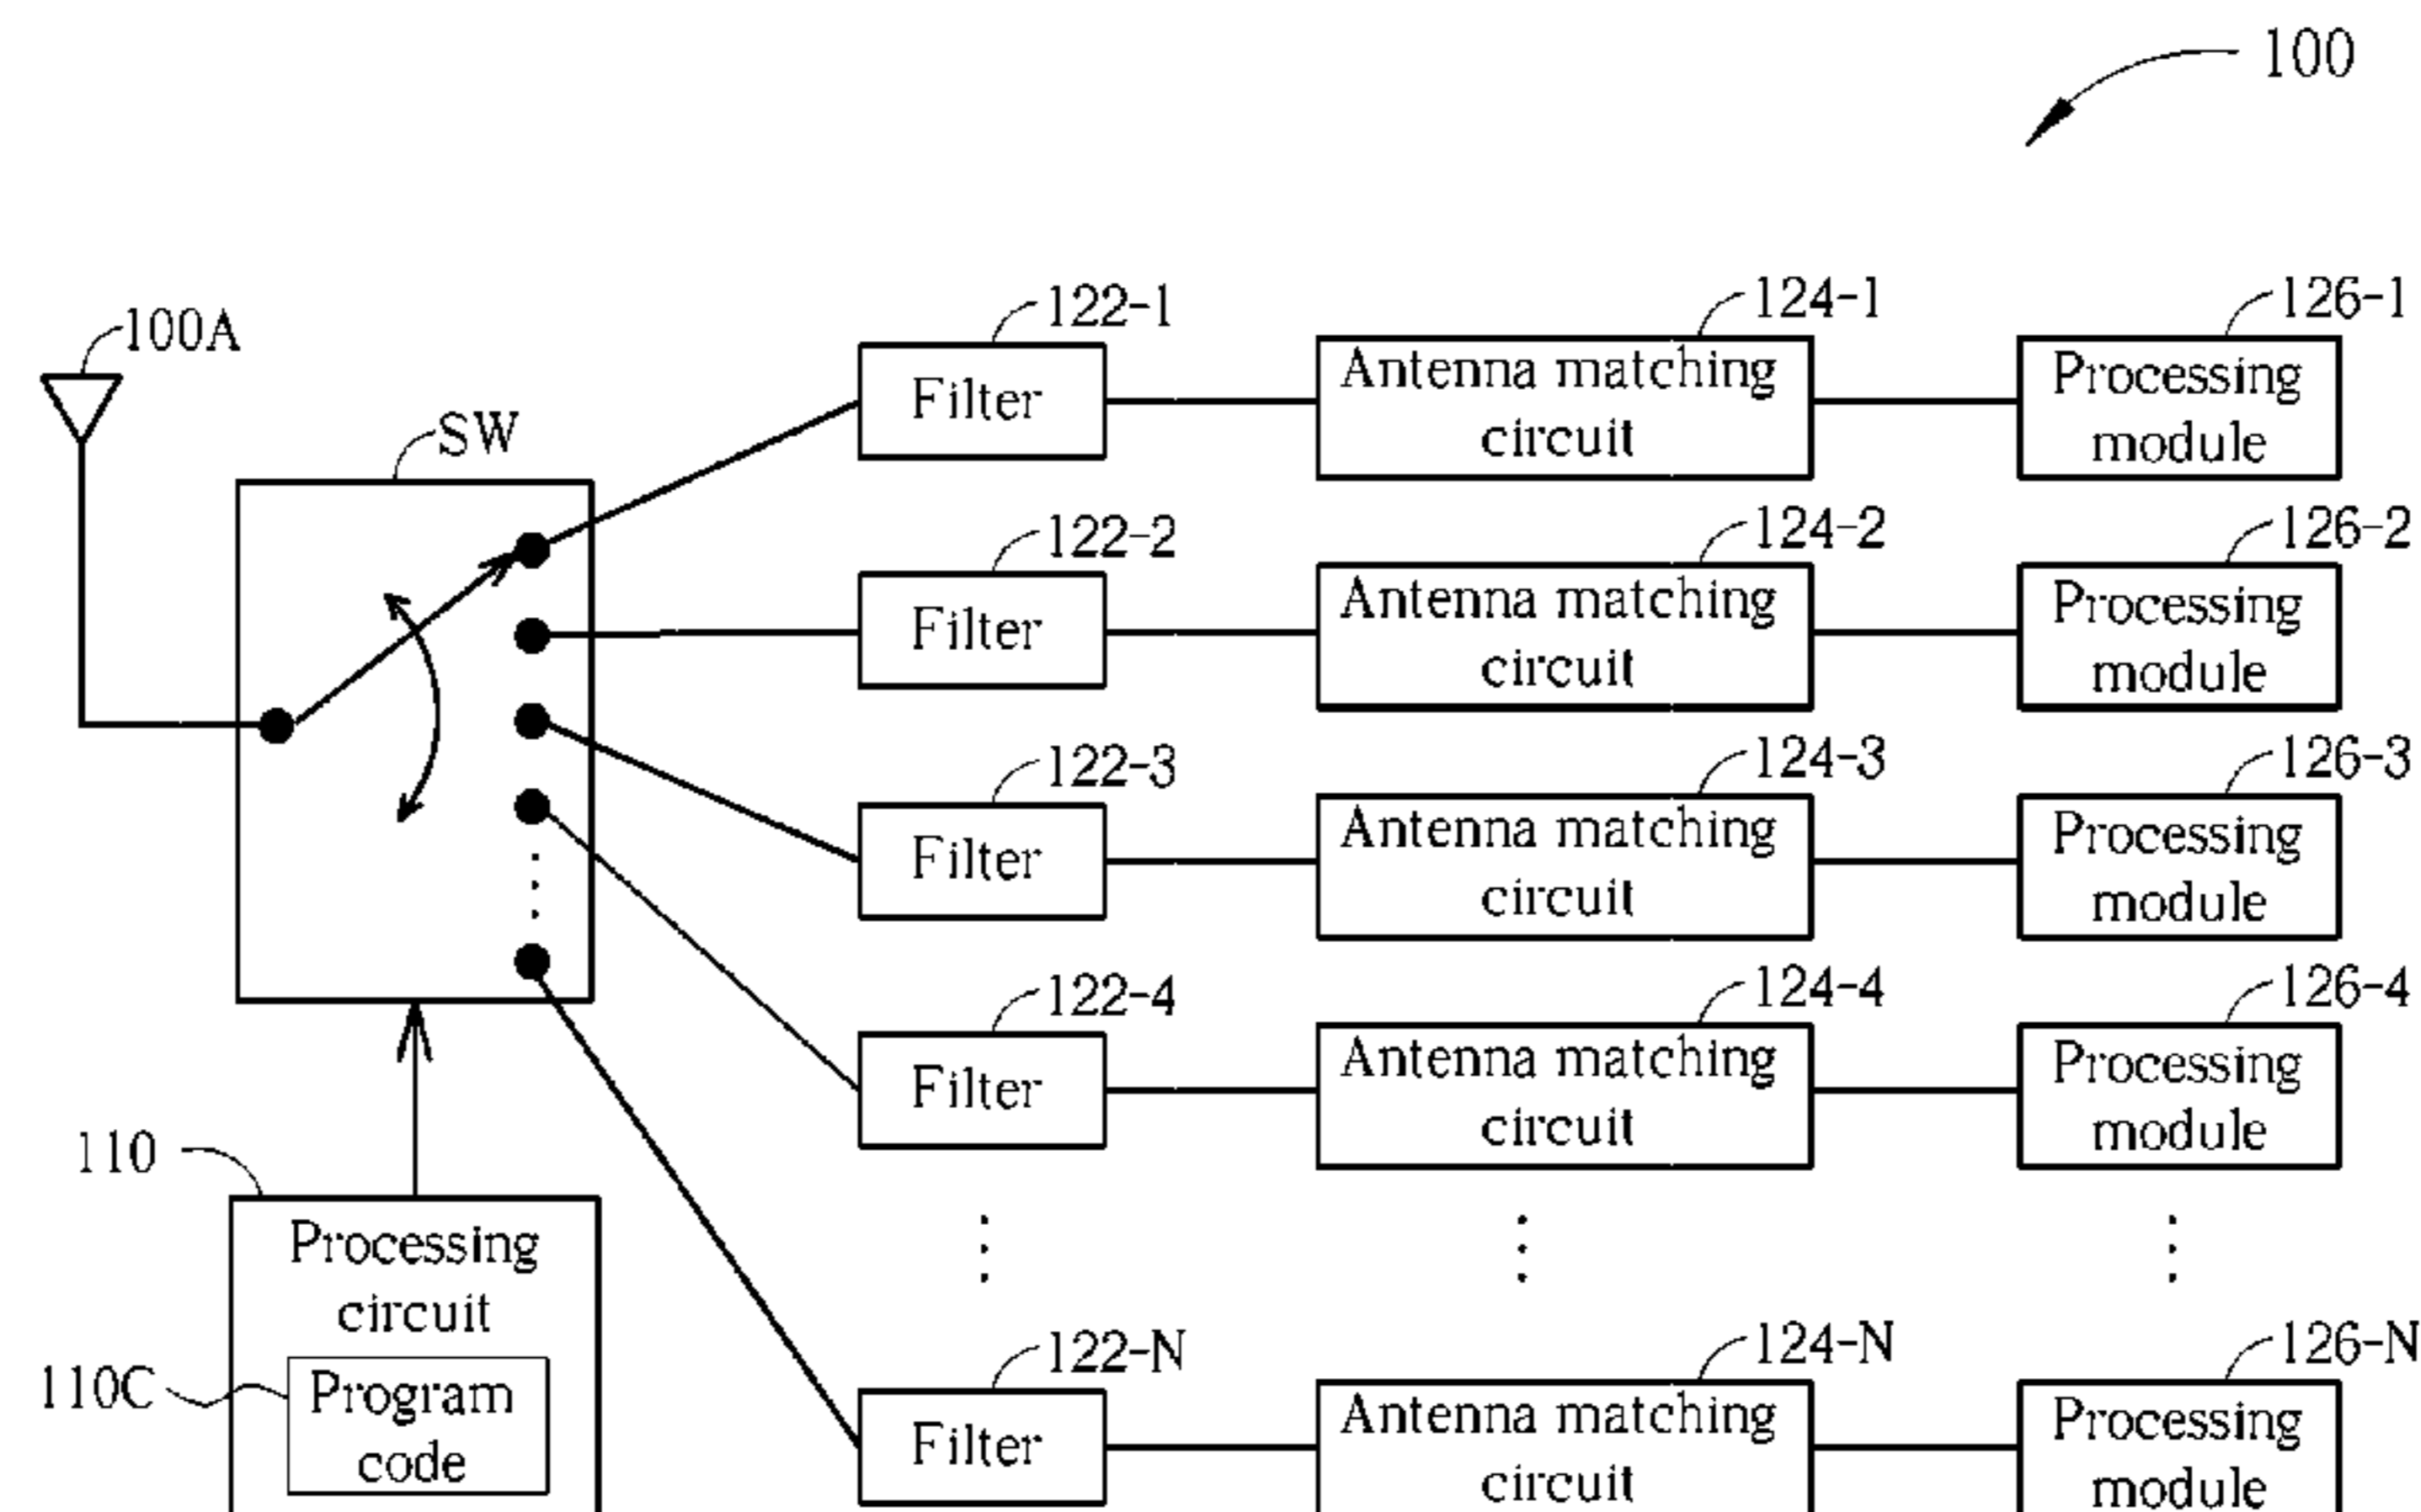 100
100A
SW
122-1
124-1
126-1
Filter
Antenna matching
circuit
Processing
module
122-2
124-2
126-2
Filter
Antenna matching
circuit
Processing
module
122-3
124-3
126-3
Filter
Antenna matching
circuit
Processing
module
122-4
124-4
126-4
Filter
Antenna matching
circuit
Processing
module
110
Processing
circuit
110C
Program
code
122-N
124-N
126-N
Filter
Antenna matching
circuit
Processing
module